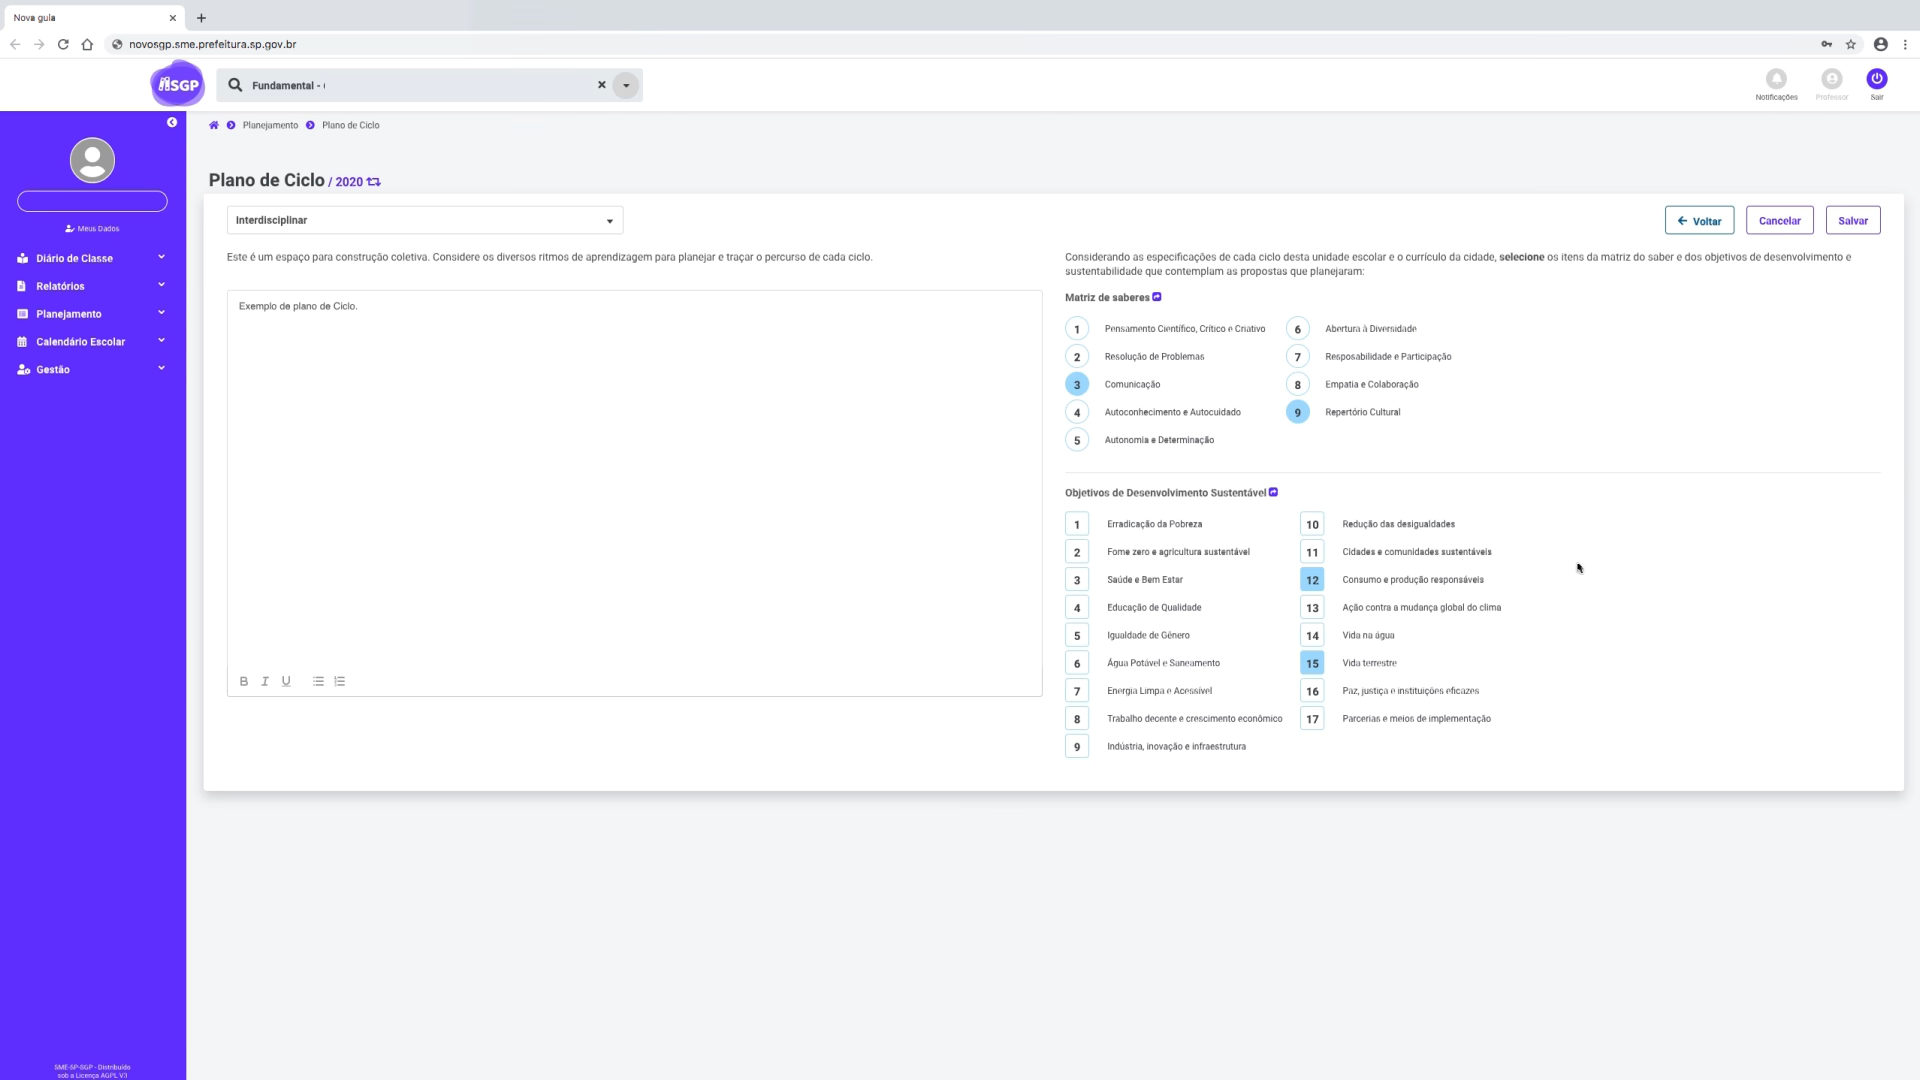 Nova guia
novosgp.sme.prefeitura.sp.gov.br
SGP
Fundamental -
Notificações
Professor
Sair
Planejamento
Plano de Ciclo
Plano de Ciclo / 2020
Interdisciplinar
Voltar
Cancelar
Salvar
Meus Dados
Diário de Classe
Relatórios
Planejamento
Calendário Escolar
Gestão
Este é um espaço para construção coletiva. Considere os diversos ritmos de aprendizagem para planejar e traçar o percurso de cada ciclo.
Exemplo de plano de Ciclo.
B I U
Considerando as especificações de cada ciclo desta unidade escolar e o currículo da cidade, selecione os itens da matriz do saber e dos objetivos de desenvolvimento e
sustentabilidade que contemplam as propostas que planejaram:
Matriz de saberes
1 Pensamento Científico, Crítico e Criativo
2 Resolução de Problemas
3 Comunicação
4 Autoconhecimento e Autocuidado
5 Autonomia e Determinação
6 Abertura à Diversidade
7 Resposabilidade e Participação
8 Empatia e Colaboração
9 Repertório Cultural
Objetivos de Desenvolvimento Sustentável
1 Erradicação da Pobreza
2 Fome zero e agricultura sustentável
3 Saúde e Bem Estar
4 Educação de Qualidade
5 Igualdade de Gênero
6 Água Potável e Saneamento
7 Energia Limpa e Acessível
8 Trabalho decente e crescimento econômico
9 Indústria, inovação e infraestrutura
10 Redução das desigualdades
11 Cidades e comunidades sustentáveis
12 Consumo e produção responsáveis
13 Ação contra a mudança global do clima
14 Vida na água
15 Vida terrestre
16 Paz, justiça e instituições eficazes
17 Parcerias e meios de implementação
SME-SP-SGP - Distribuído
sob a Licença AGPL V3